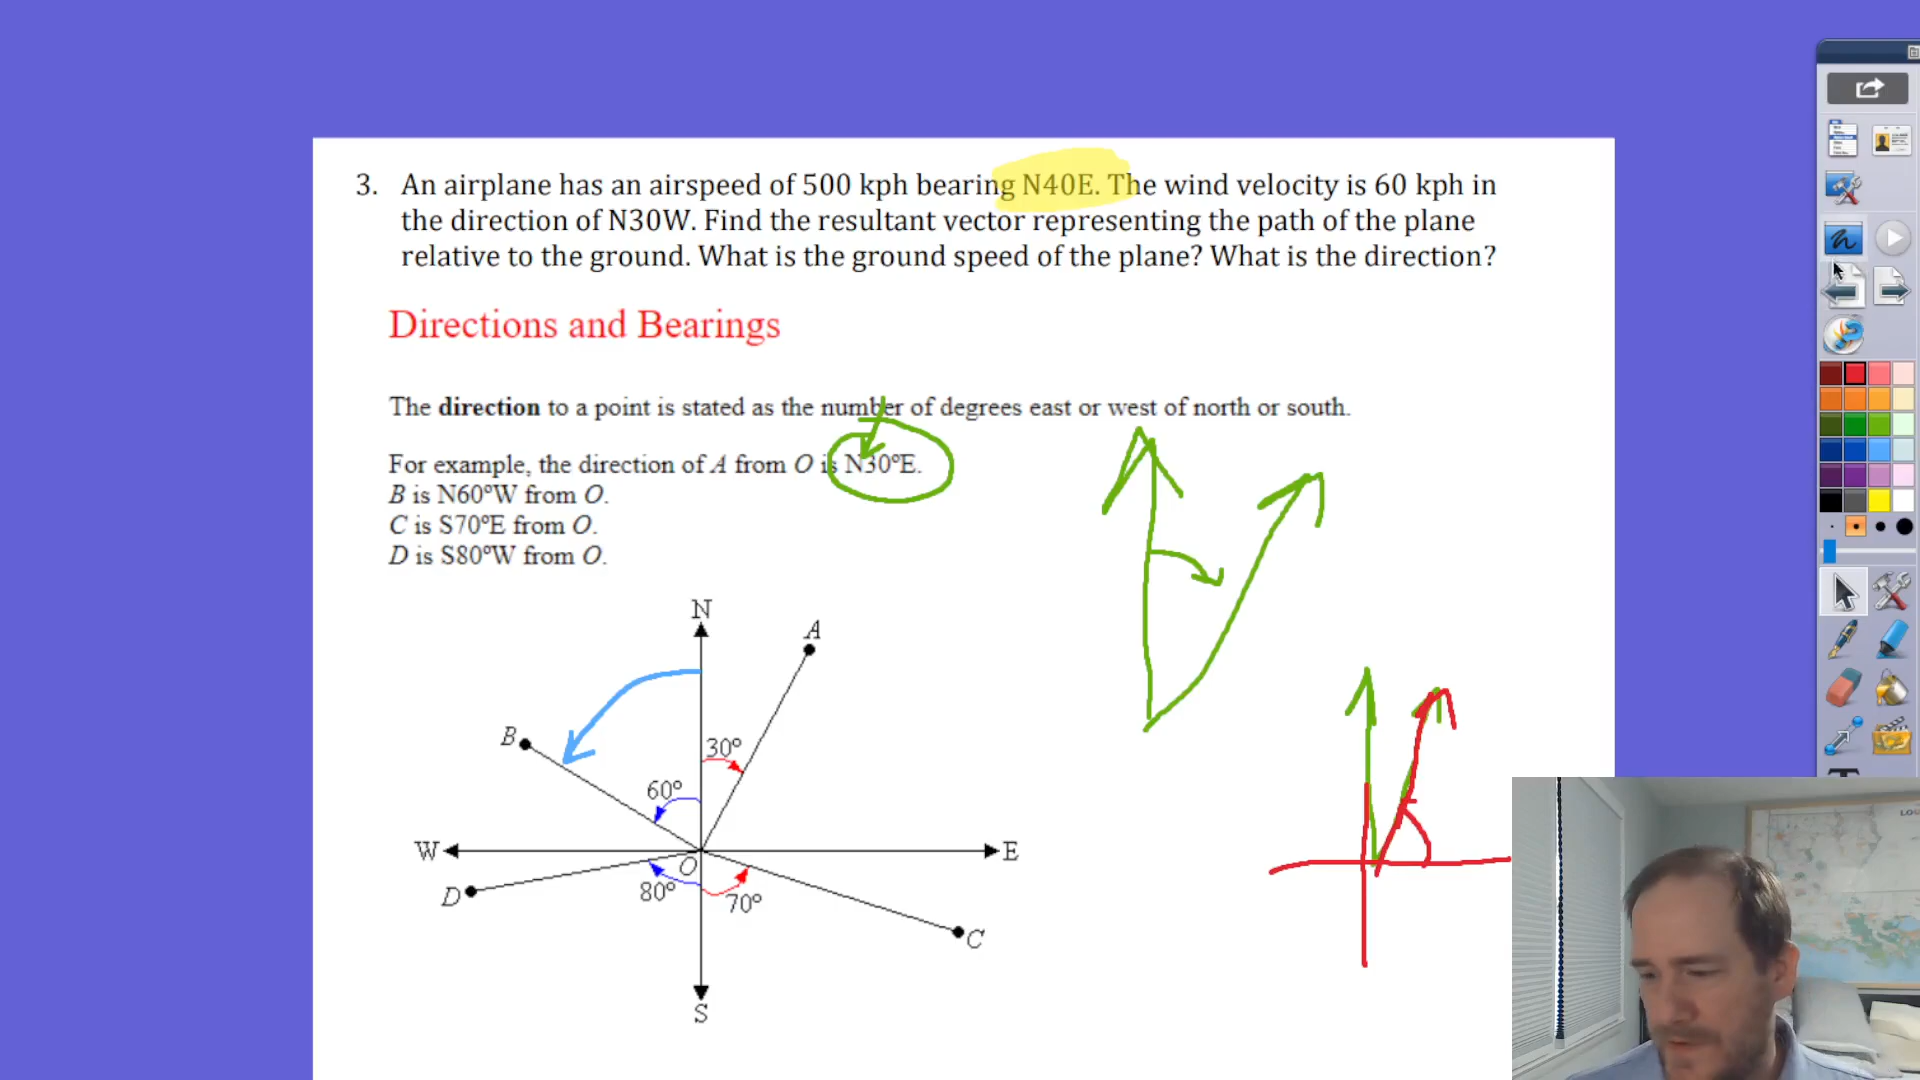 3. An airplane has an airspeed of 500 kph bearing N40E. The wind velocity is 60 kph in
the direction of N30W. Find the resultant vector representing the path of the plane
relative to the ground. What is the ground speed of the plane? What is the direction?
Directions and Bearings
The direction to a point is stated as the number of degrees east or west of north or south.
For example, the direction of A from O is N30°E.
B is N60°W from O.
C is S70°E from O.
D is S80°W from O.
N
A
B
30°
60°
W
E
O
D
80°
70°
C
S